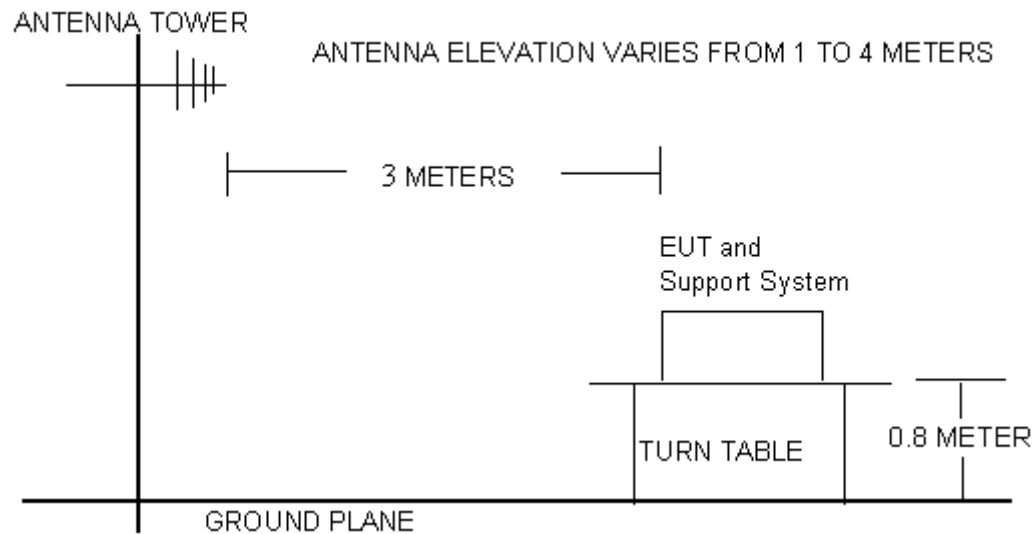 ANTENNA TOWER
ANTENNA ELEVATION VARIES FROM 1 TO 4 METERS
3 METERS
EUT and
Support System
0.8 METER
TURN TABLE
GROUND PLANE